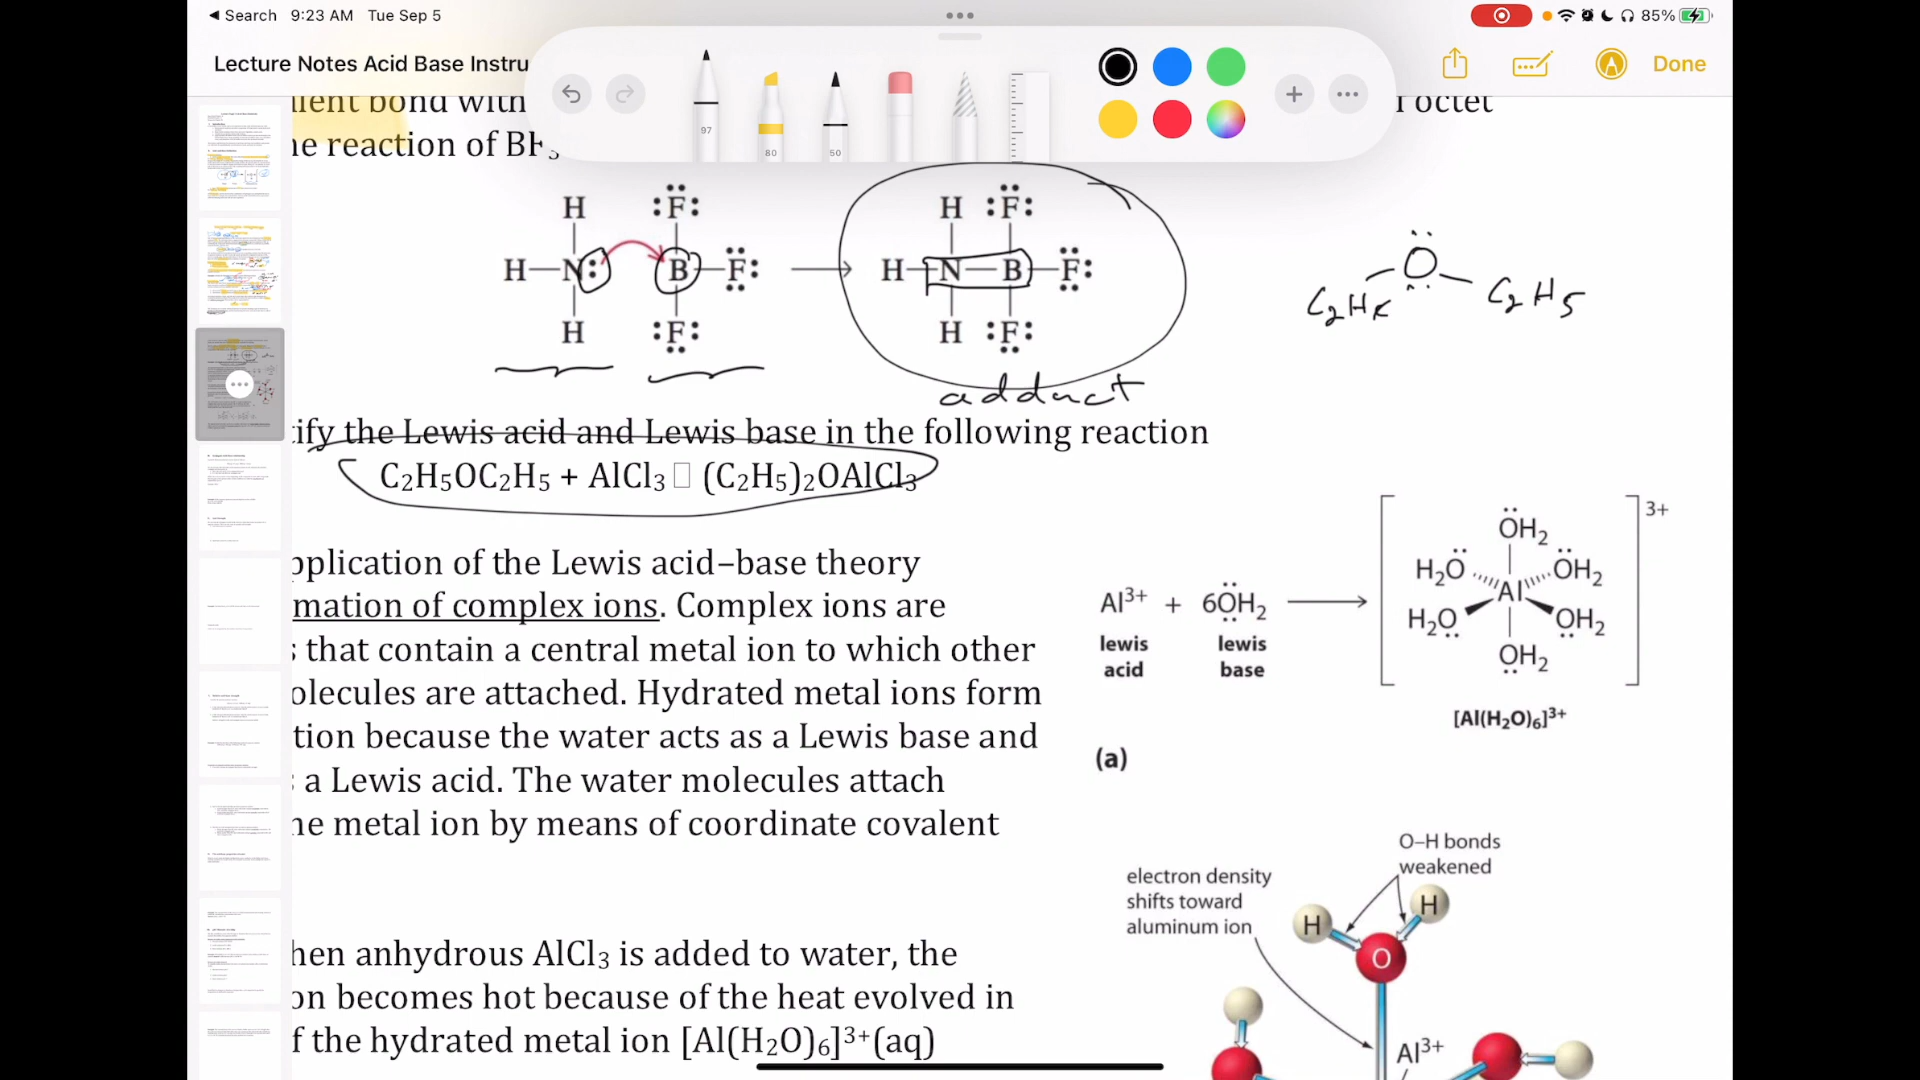 Search 9:23 AM Tue Sep 5
85%
Lecture Notes Acid Base Instru
Done
97
80
50
lent bond with
octet
he reaction of BF3
H
:F:
H
:F:
H—N:
B—F:
H—N—B—F:
H
:F:
H
:F:
C2H5
O
C2H5
adduct
tify the Lewis acid and Lewis base in the following reaction
C2H5OC2H5 + AlCl3 □ (C2H5)2OAlCl3
pplication of the Lewis acid–base theory
mation of complex ions. Complex ions are
s that contain a central metal ion to which other
olecules are attached. Hydrated metal ions form
tion because the water acts as a Lewis base and
s a Lewis acid. The water molecules attach
he metal ion by means of coordinate covalent
Al3+ + 6OH2
lewis acid
lewis base
3+
OH2
H2O
OH2
Al
H2O
OH2
OH2
[Al(H2O)6]3+
(a)
O–H bonds
weakened
electron density
shifts toward
aluminum ion
H
H
O
Al3+
hen anhydrous AlCl3 is added to water, the
on becomes hot because of the heat evolved in
f the hydrated metal ion [Al(H2O)6]3+(aq)